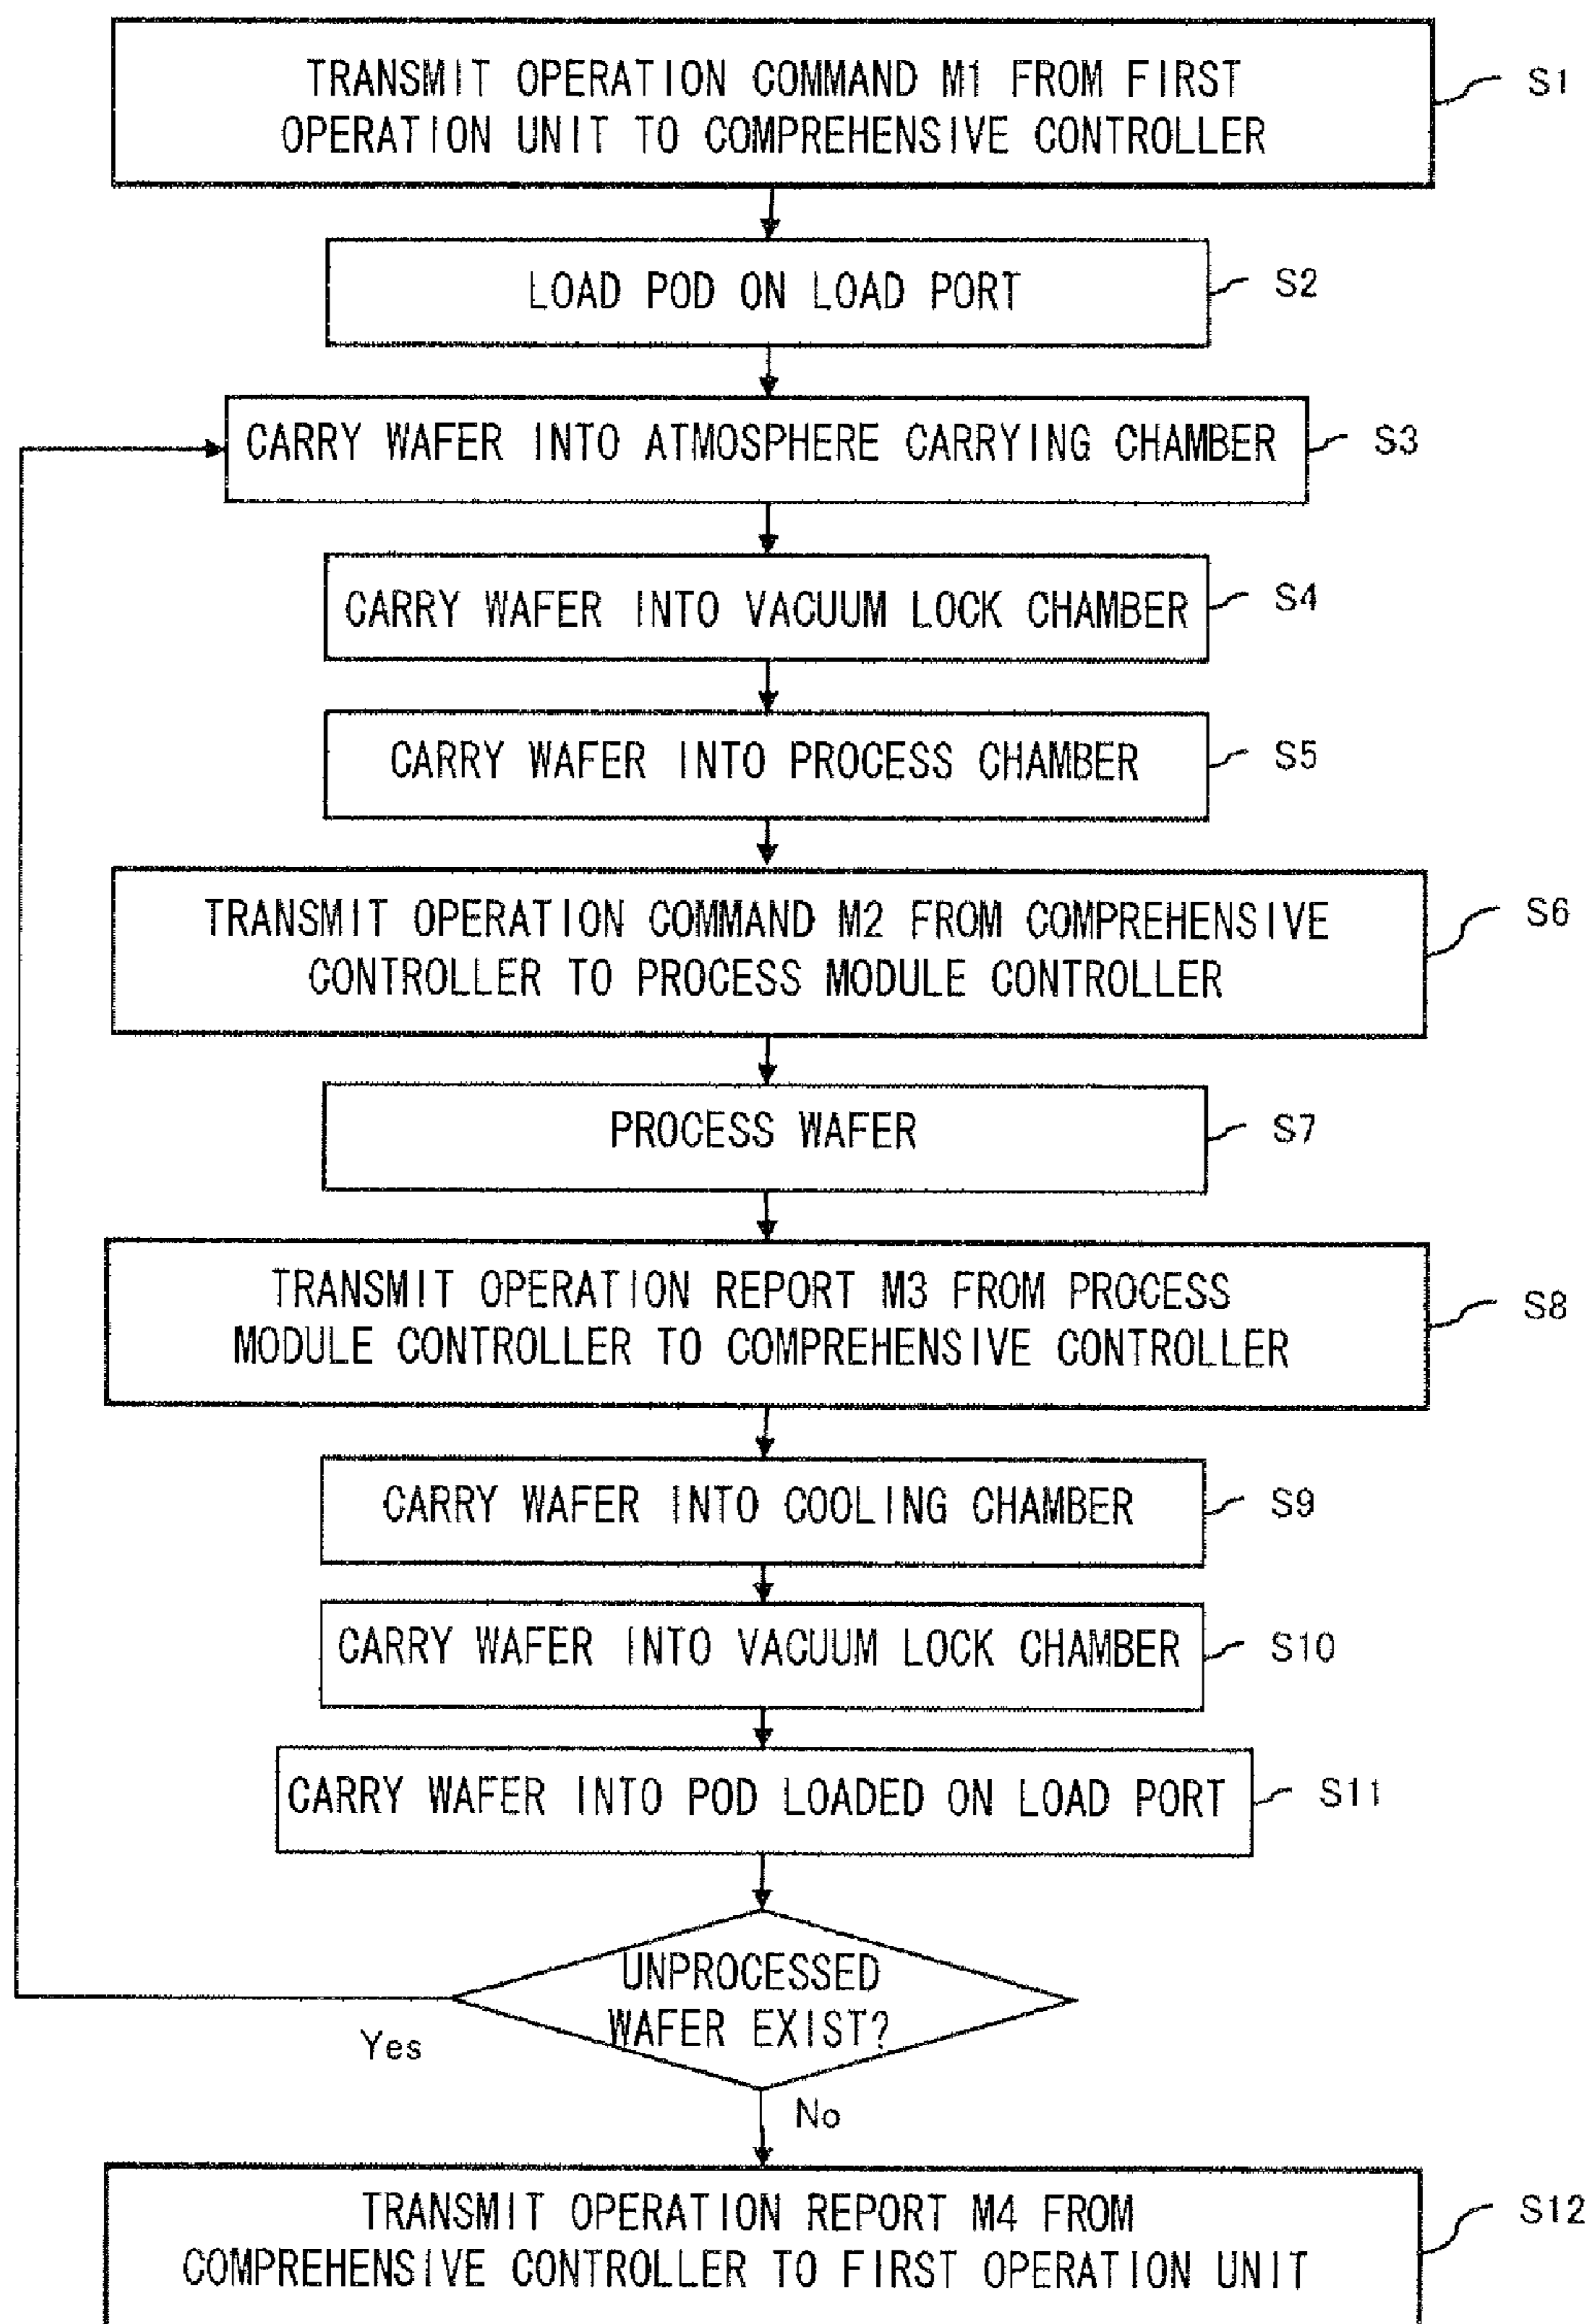 TRANSMIT OPERATION COMMAND M1 FROM FIRST
OPERATION UNIT TO COMPREHENSIVE CONTROLLER
S1
LOAD POD ON LOAD PORT
S2
CARRY WAFER INTO ATMOSPHERE CARRYING CHAMBER
S3
CARRY WAFER INTO VACUUM LOCK CHAMBER
S4
CARRY WAFER INTO PROCESS CHAMBER
S5
TRANSMIT OPERATION COMMAND M2 FROM COMPREHENSIVE
CONTROLLER TO PROCESS MODULE CONTROLLER
S6
PROCESS WAFER
S7
TRANSMIT OPERATION REPORT M3 FROM PROCESS
MODULE CONTROLLER TO COMPREHENSIVE CONTROLLER
S8
CARRY WAFER INTO COOLING CHAMBER
S9
CARRY WAFER INTO VACUUM LOCK CHAMBER
S10
CARRY WAFER INTO POD LOADED ON LOAD PORT
S11
UNPROCESSED
WAFER EXIST?
Yes
No
TRANSMIT OPERATION REPORT M4 FROM
COMPREHENSIVE CONTROLLER TO FIRST OPERATION UNIT
S12